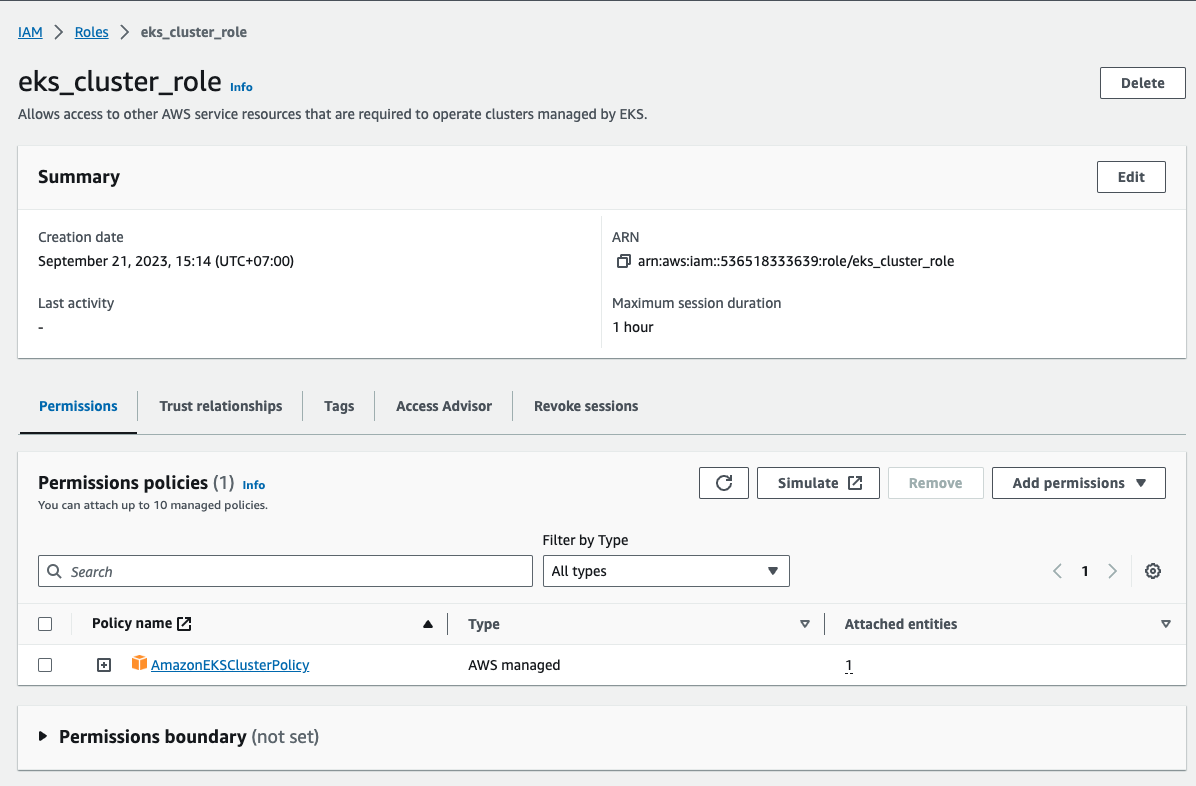 IAM > Roles > eks_cluster_role
eks_cluster_role Info
Delete
Allows access to other AWS service resources that are required to operate clusters managed by EKS.
Summary
Edit
Creation date
September 21, 2023, 15:14 (UTC+07:00)
ARN
arn:aws:iam::536518333639:role/eks_cluster_role
Last activity
-
Maximum session duration
1 hour
Permissions
Trust relationships
Tags
Access Advisor
Revoke sessions
Permissions policies (1) Info
You can attach up to 10 managed policies.
Simulate
Remove
Add permissions
Filter by Type
Search
All types
1
Policy name
Type
Attached entities
AmazonEKSClusterPolicy
AWS managed
1
Permissions boundary (not set)